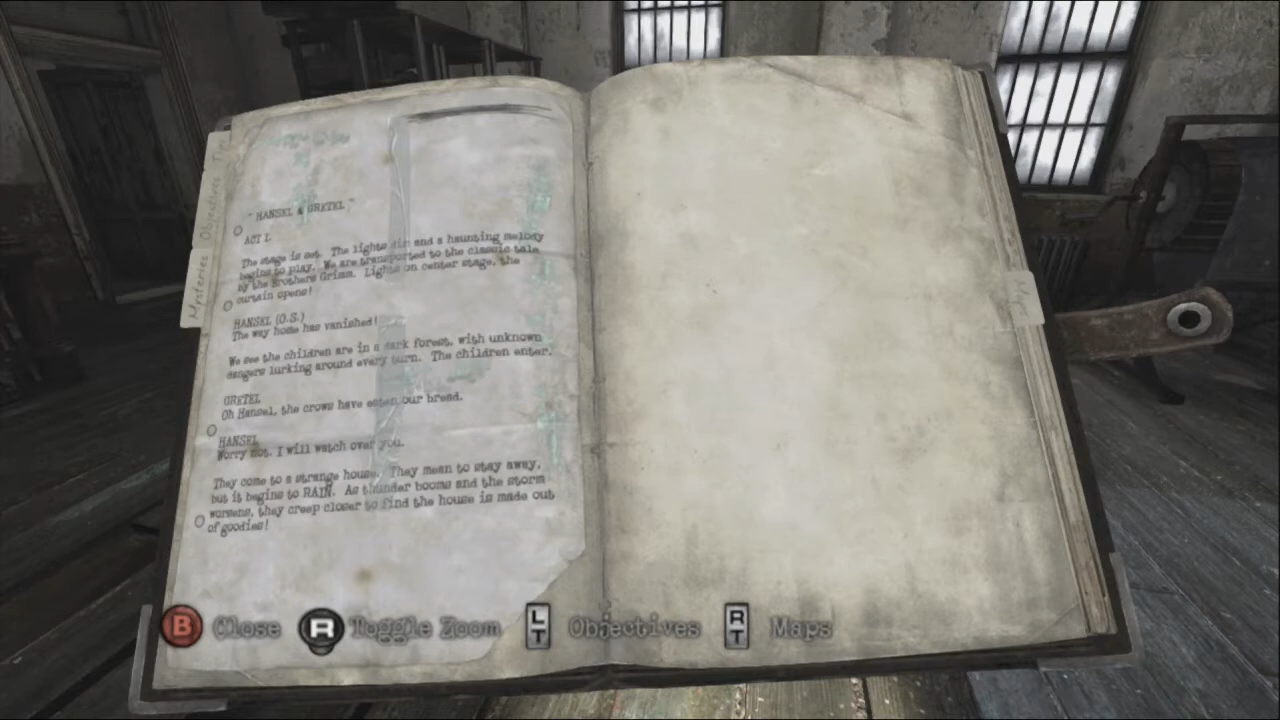 Tips
Objectives
Mysteries
" HANSEL & GRETEL "
ACT I.
The stage is set. The lights dim and a haunting melody
begins to play. We are transported to the classic tale
by the Brothers Grimm. Lights on center stage, the
curtain opens!
HANSEL (O.S.)
The way home has vanished!
We see the children are in a dark forest, with unknown
dangers lurking around every turn. The children enter.
GRETEL
Oh Hansel, the crows have eaten our bread.
HANSEL
Worry not. I will watch over you.
They come to a strange house. They mean to stay away,
but it begins to RAIN. As thunder booms and the storm
worsens, they creep closer to find the house is made out
of goodies!
B Close R Toggle Zoom LT Objectives RT Maps